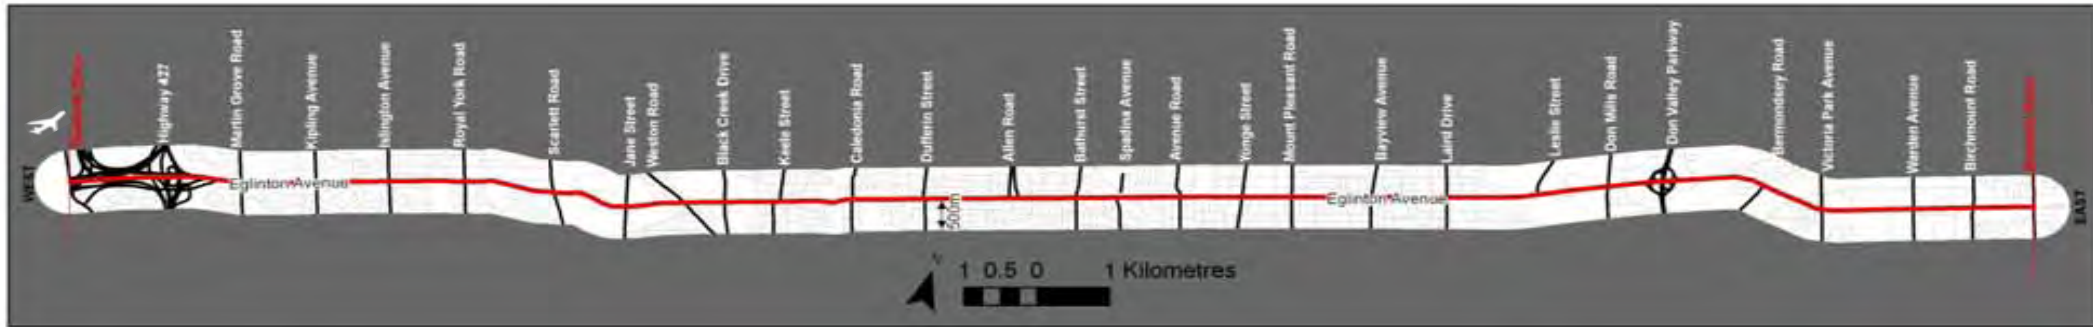 Highway 427
Martin Grove Road
Kipling Avenue
Islington Avenue
Royal York Road
Scarlett Road
Jane Street
Weston Road
Black Creek Drive
Keele Street
Caledonia Road
Dufferin Street
Allen Road
Bathurst Street
Spadina Avenue
Avenue Road
Yonge Street
Mount Pleasant Road
Bayview Avenue
Laird Drive
Leslie Street
Don Mills Road
Don Valley Parkway
Bermondsey Road
Victoria Park Avenue
Warden Avenue
Birchmount Road
WEST
Eglinton Avenue
500m
Eglinton Avenue
EAST
1 0.5 0 1 Kilometres